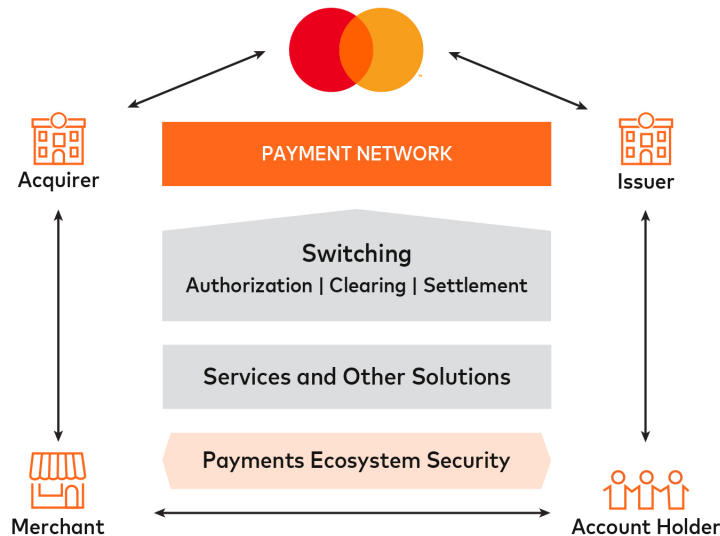 PAYMENT NETWORK
Acquirer
Issuer
Switching
Authorization | Clearing | Settlement
Services and Other Solutions
Payments Ecosystem Security
Merchant
Account Holder